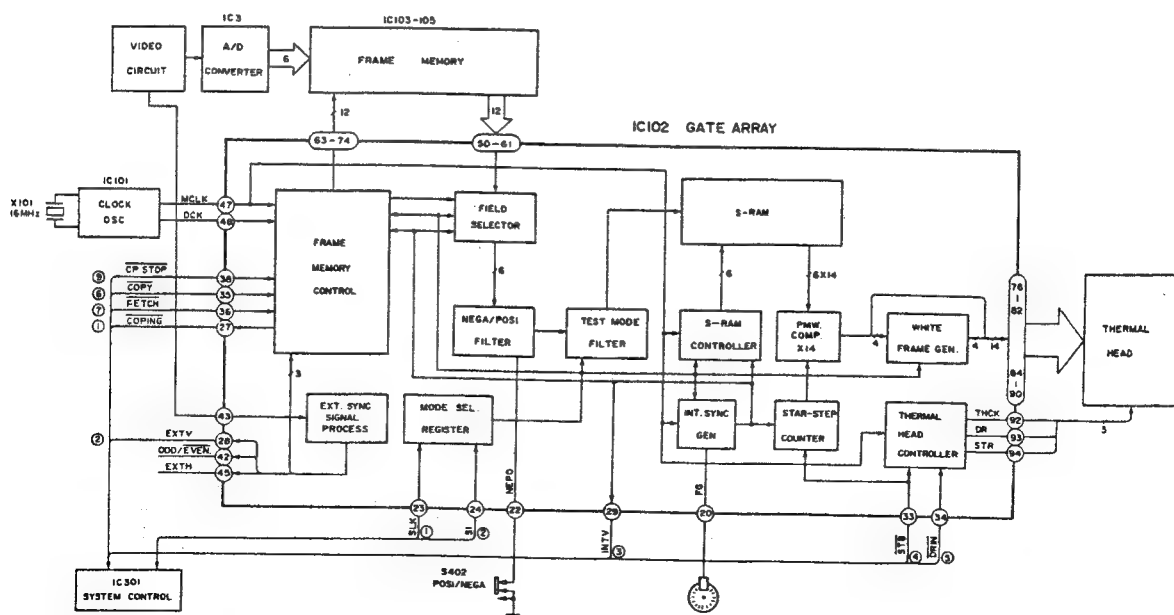 IC103-105
IC3
VIDEO
CIRCUIT
A/D
CONVERTER
6
FRAME MEMORY
12
12
IC102 GATE ARRAY
63-74
50-61
IC101
X101
16MHz
CLOCK
OSC
MCLK
47
DCK
48
FRAME
MEMORY
CONTROL
FIELD
SELECTOR
S-RAM
9
CP STOP
38
6
COPY
35
7
FETCH
36
1
COPING
27
6
6
6X14
NEGA/POSI
FILTER
TEST MODE
FILTER
S-RAM
CONTROLLER
PMW.
COMP.
X14
4
WHITE
FRAME GEN.
4
14
76
82
84
90
THERMAL
HEAD
3
43
EXT. SYNC
SIGNAL
PROCESS
MODE SEL.
REGISTER
INT. SYNC
GEN
STAR-STEP
COUNTER
THERMAL
HEAD
CONTROLLER
THCK
92
DR
93
STR
94
3
2
EXTV
28
ODD/EVEN.
42
EXTH
45
NEPO
FG
23
24
22
29
20
33
34
SLK
1
SI
2
INTV
3
STB
4
DRIN
5
IC301
SYSTEM CONTROL
S402
POSI/NEGA